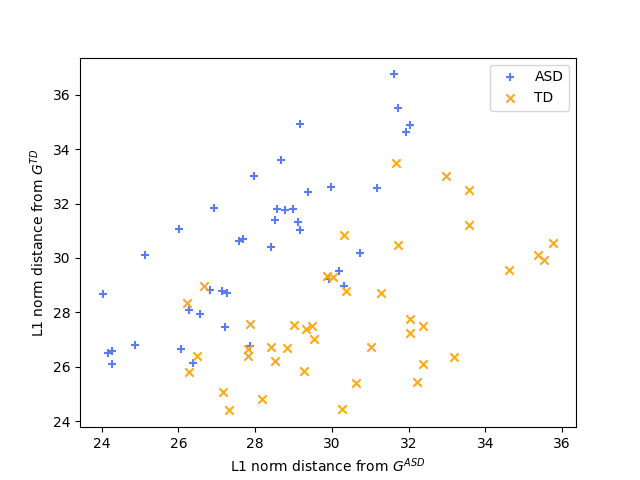 ASD
TD
36
34
32
30
28
26
24
L1 norm distance from G^{TD}
24 26 28 30 32 34 36
L1 norm distance from G^{ASD}